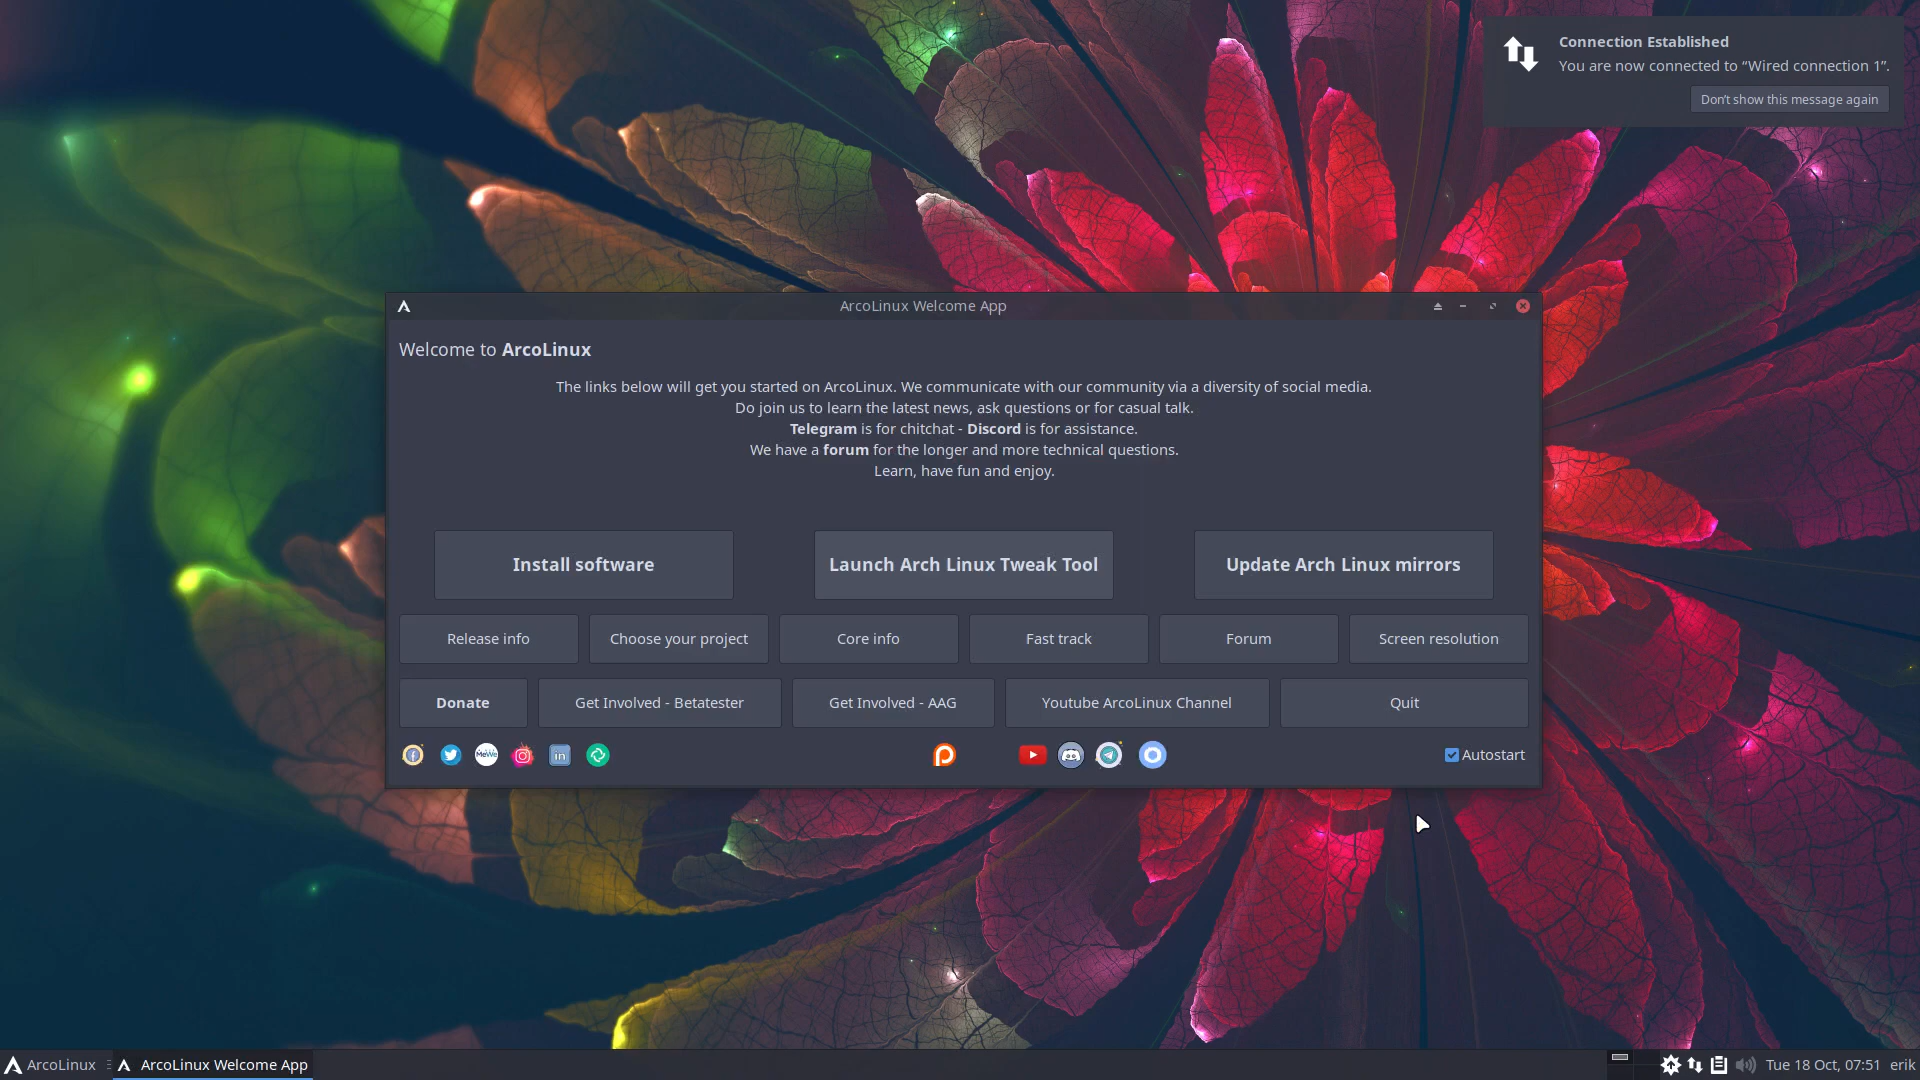 Connection Established
You are now connected to “Wired connection 1”.
Don't show this message again
ArcoLinux Welcome App
Welcome to ArcoLinux
The links below will get you started on ArcoLinux. We communicate with our community via a diversity of social media.
Do join us to learn the latest news, ask questions or for casual talk.
Telegram is for chitchat - Discord is for assistance.
We have a forum for the longer and more technical questions.
Learn, have fun and enjoy.
Install software
Launch Arch Linux Tweak Tool
Update Arch Linux mirrors
Release info
Choose your project
Core info
Fast track
Forum
Screen resolution
Donate
Get Involved - Betatester
Get Involved - AAG
Youtube ArcoLinux Channel
Quit
MeWe
in
Autostart
ArcoLinux
ArcoLinux Welcome App
Tue 18 Oct, 07:51
erik